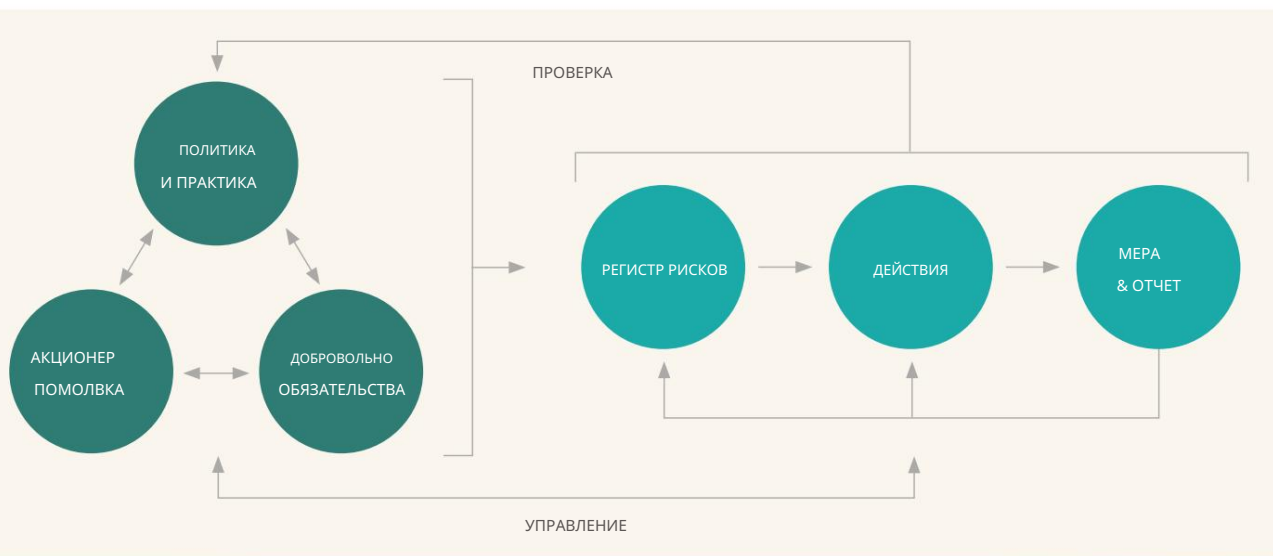 ПРОВЕРКА
ПОЛИТИКА
И ПРАКТИКА
АКЦИОНЕР
ПОМОЛВКА
ДОБРОВОЛЬНО
ОБЯЗАТЕЛЬСТВА
РЕГИСТР РИСКОВ
ДЕЙСТВИЯ
МЕРА
& ОТЧЕТ
УПРАВЛЕНИЕ